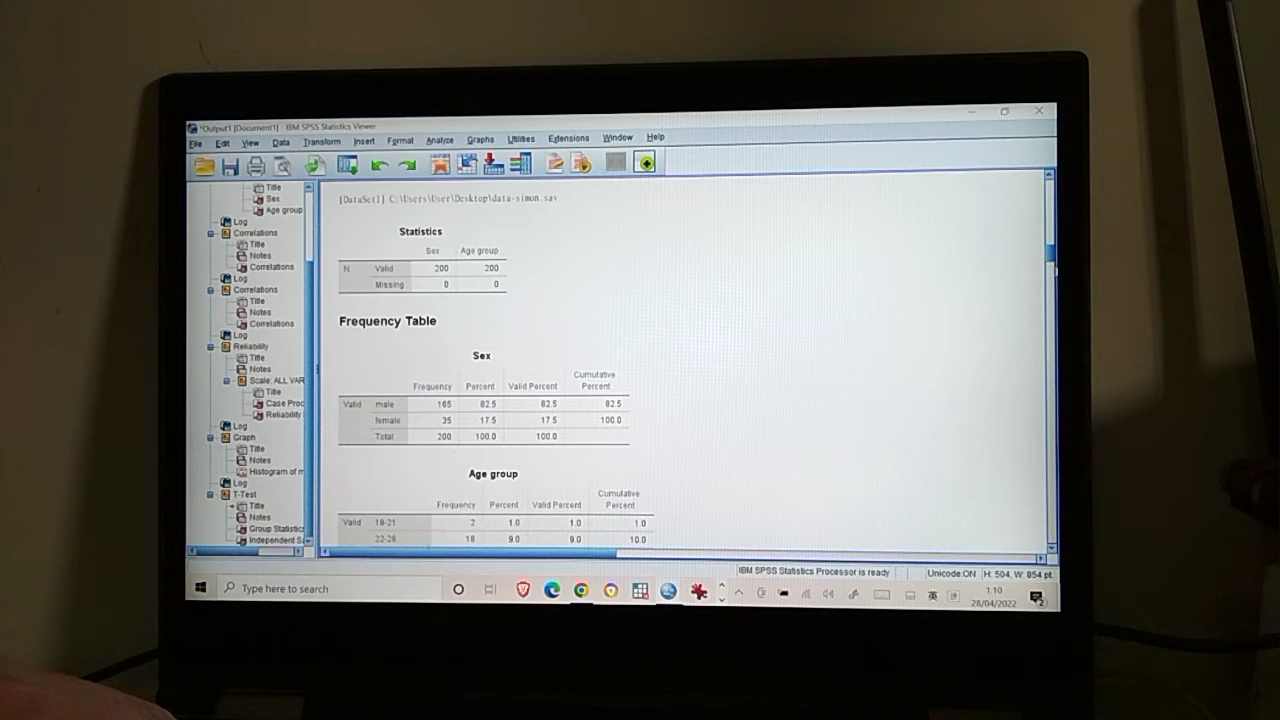 *Output1 [Document1] - IBM SPSS Statistics Viewer
File Edit View Data Transform Insert Format Analyze Graphs Utilities Extensions Window Help
Title
Sex
Age group
Log
Correlations
Title
Notes
Correlations
Log
Correlations
Title
Notes
Correlations
Log
Reliability
Title
Notes
Scale: ALL VAR
Title
Case Proc
Reliability
Log
Graph
Title
Notes
Histogram of m
Log
T-Test
Title
Notes
Group Statistics
Independent Sa
[DataSet1] C:\Users\User\Desktop\data-simon.sav
Statistics
Sex Age group
N Valid 200 200
Missing 0 0
Frequency Table
Sex
Frequency Percent Valid Percent Cumulative Percent
Valid male 165 82.5 82.5 82.5
female 35 17.5 17.5 100.0
Total 200 100.0 100.0
Age group
Frequency Percent Valid Percent Cumulative Percent
Valid 18-21 2 1.0 1.0 1.0
22-26 18 9.0 9.0 10.0
IBM SPSS Statistics Processor is ready Unicode:ON H: 504, W: 854 pt.
Type here to search
英
1:10
28/04/2022
2